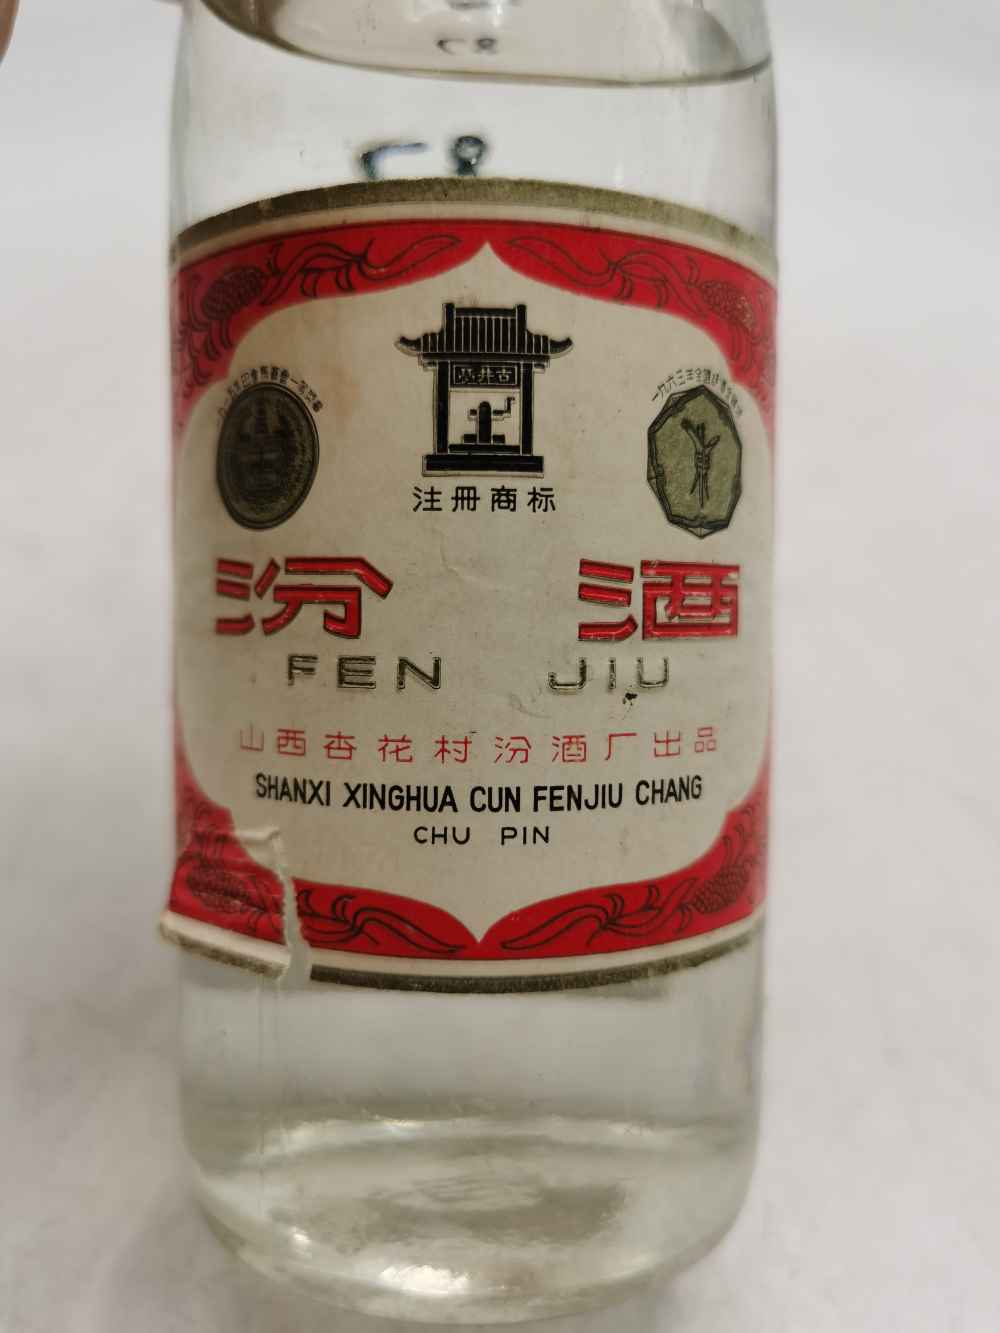 古井亭
注册商标
汾酒
FEN JIU
山西杏花村汾酒厂出品
SHANXI XINGHUA CUN FENJIU CHANG
CHU PIN